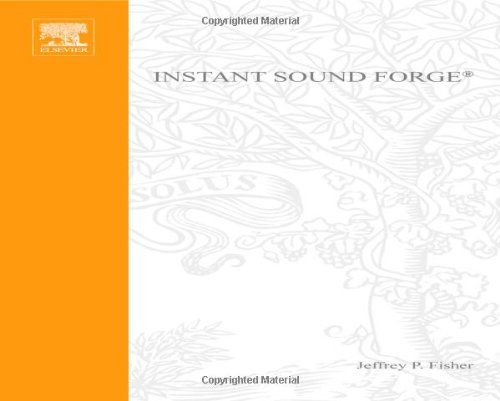 Copyrighted Material
ELSEVIER
INSTANT SOUND FORGE®
SOLUS
Jeffrey P. Fisher
Copyrighted Material